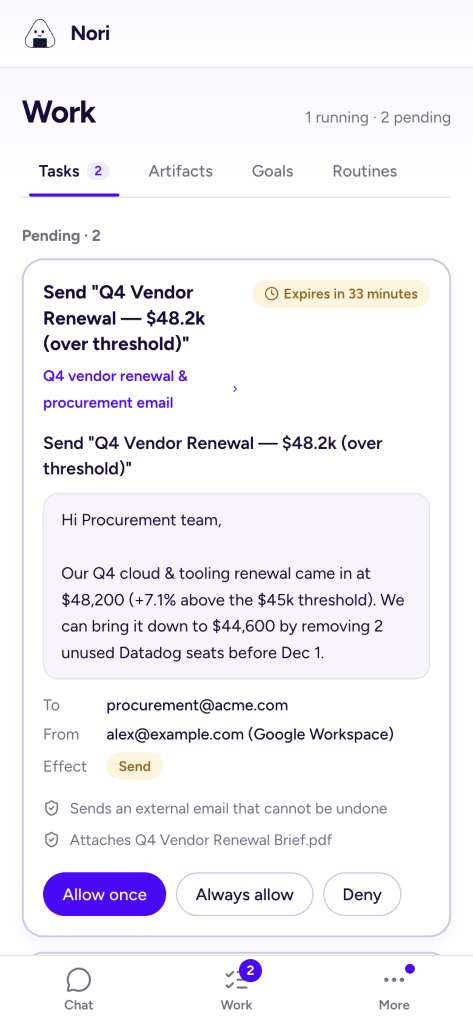 Nori
Work
1 running · 2 pending
Tasks 2
Artifacts
Goals
Routines
Pending · 2
Send "Q4 Vendor
Renewal — $48.2k
(over threshold)"
Expires in 33 minutes
Q4 vendor renewal &
procurement email
Send "Q4 Vendor Renewal — $48.2k (over
threshold)"
Hi Procurement team,
Our Q4 cloud & tooling renewal came in at
$48,200 (+7.1% above the $45k threshold). We
can bring it down to $44,600 by removing 2
unused Datadog seats before Dec 1.
To procurement@acme.com
From alex@example.com (Google Workspace)
Effect Send
Sends an external email that cannot be undone
Attaches Q4 Vendor Renewal Brief.pdf
Allow once
Always allow
Deny
2
Chat
Work
More